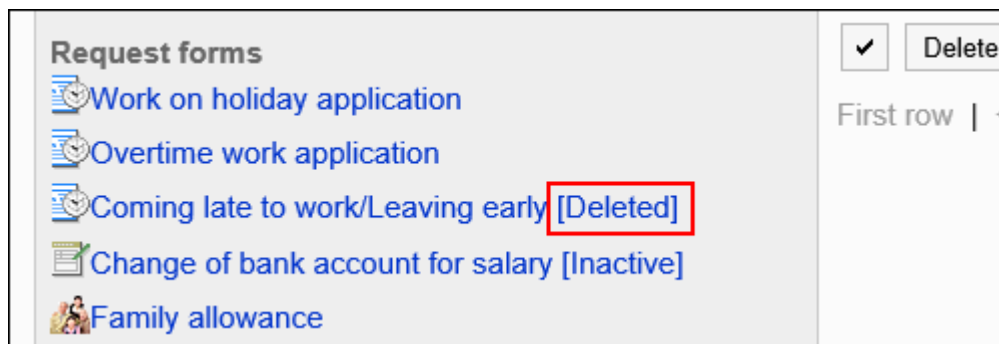 Request forms
Work on holiday application
Overtime work application
Coming late to work/Leaving early [Deleted]
Change of bank account for salary [Inactive]
Family allowance
Delete
First row |